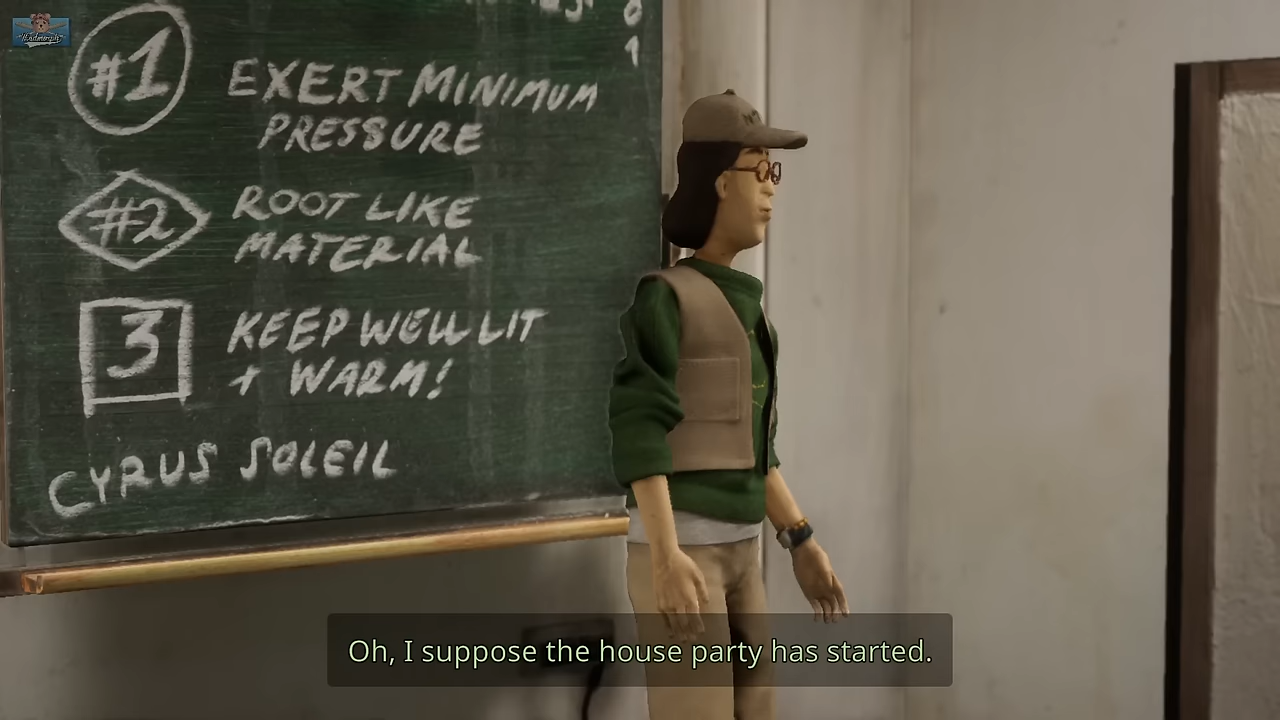 #1 EXERT MINIMUM
PRESSURE
#2 ROOT LIKE
MATERIAL
3 KEEP WELL LIT
+ WARM!
CYRUS SOLEIL
Oh, I suppose the house party has started.